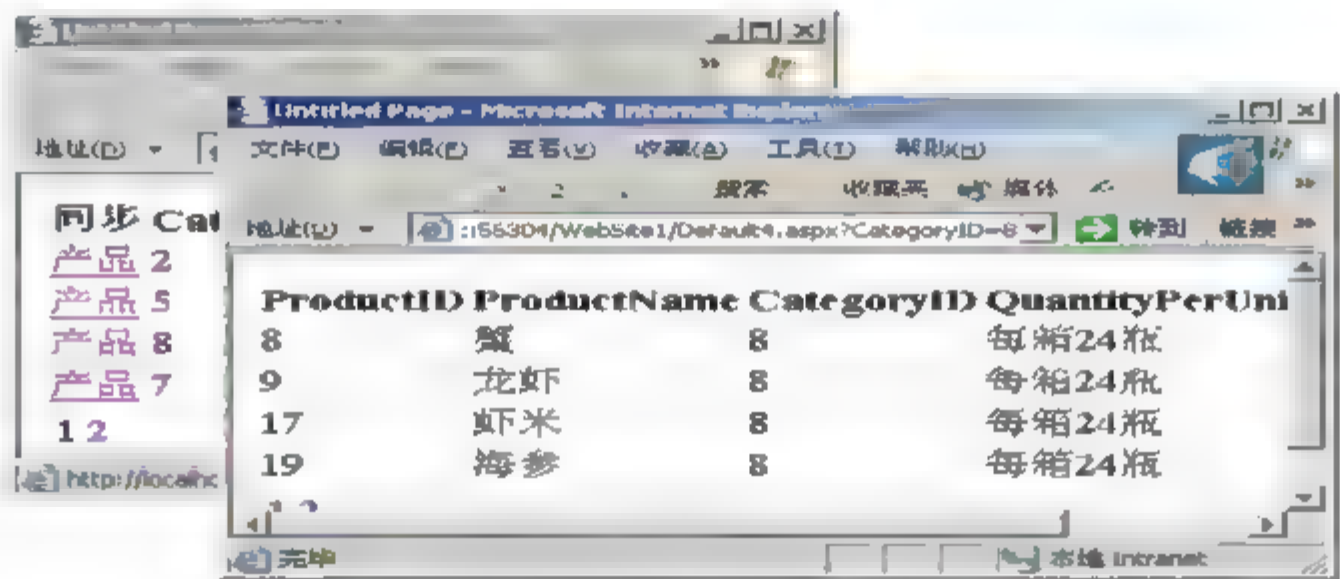 地址(D)
同步 Cat
产品 2
产品 5
产品 8
产品 7
1 2
http://localho
Untitled Page - Microsoft Internet Explorer
文件(F) 编辑(E) 查看(V) 收藏(A) 工具(T) 帮助(H)
搜索 收藏夹 媒体
地址(D) :55304/WebSite1/Default4.aspx?CategoryID=8 转到 链接 »
ProductID ProductName CategoryID QuantityPerUni
8 蟹 8 每箱24瓶
9 龙虾 8 每箱24瓶
17 虾米 8 每箱24瓶
19 海参 8 每箱24瓶
完毕 本地 Intranet